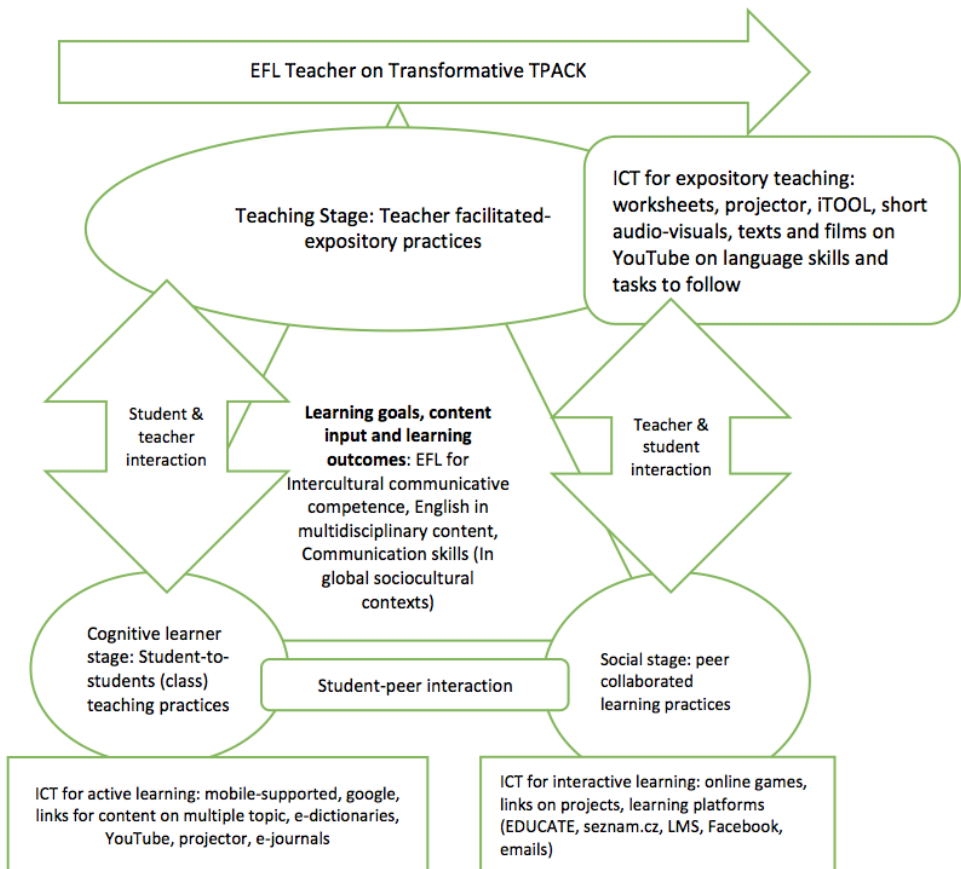 EFL Teacher on Transformative TPACK
Teaching Stage: Teacher facilitated-
expository practices
ICT for expository teaching:
worksheets, projector, iTOOL, short
audio-visuals, texts and films on
YouTube on language skills and
tasks to follow
Student &
teacher
interaction
Learning goals, content
input and learning
outcomes: EFL for
Intercultural communicative
competence, English in
multidisciplinary content,
Communication skills (In
global sociocultural
contexts)
Teacher &
student
interaction
Cognitive learner
stage: Student-to-
students (class)
teaching practices
Student-peer interaction
Social stage: peer
collaborated
learning practices
ICT for active learning: mobile-supported, google,
links for content on multiple topic, e-dictionaries,
YouTube, projector, e-journals
ICT for interactive learning: online games,
links on projects, learning platforms
(EDUCATE, seznam.cz, LMS, Facebook,
emails)